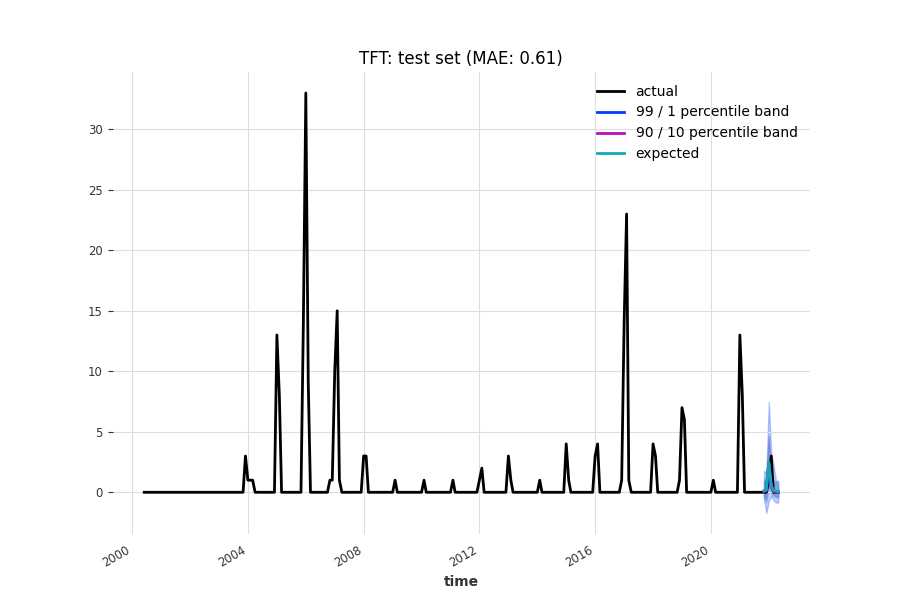 TFT: test set (MAE: 0.61)
actual
99 / 1 percentile band
90 / 10 percentile band
expected
30
25
20
15
10
5
0
2000
2004
2008
2012
2016
2020
time